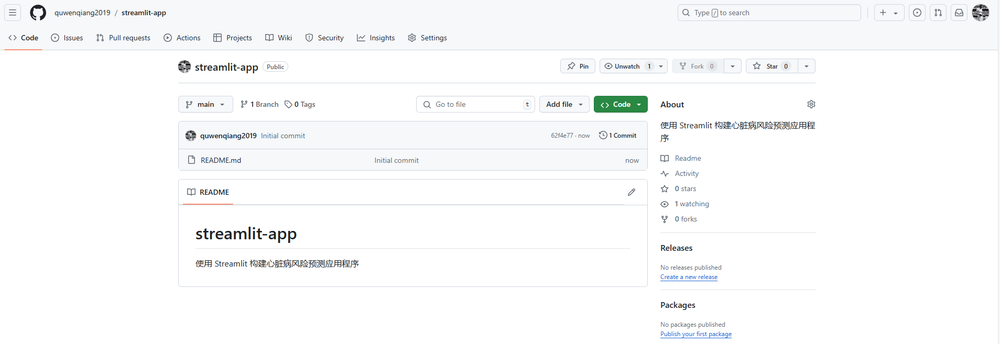 quwenqiang2019 / streamlit-app
Type / to search
Code
Issues
Pull requests
Actions
Projects
Wiki
Security
Insights
Settings
streamlit-app
Public
Pin
Unwatch 1
Fork 0
Star 0
main
1 Branch
0 Tags
Go to file
t
Add file
Code
quwenqiang2019 Initial commit
62f4e77 · now
1 Commit
README.md
Initial commit
now
README
streamlit-app
使用 Streamlit 构建心脏病风险预测应用程序
About
使用 Streamlit 构建心脏病风险预测应用程
序
Readme
Activity
0 stars
1 watching
0 forks
Releases
No releases published
Create a new release
Packages
No packages published
Publish your first package